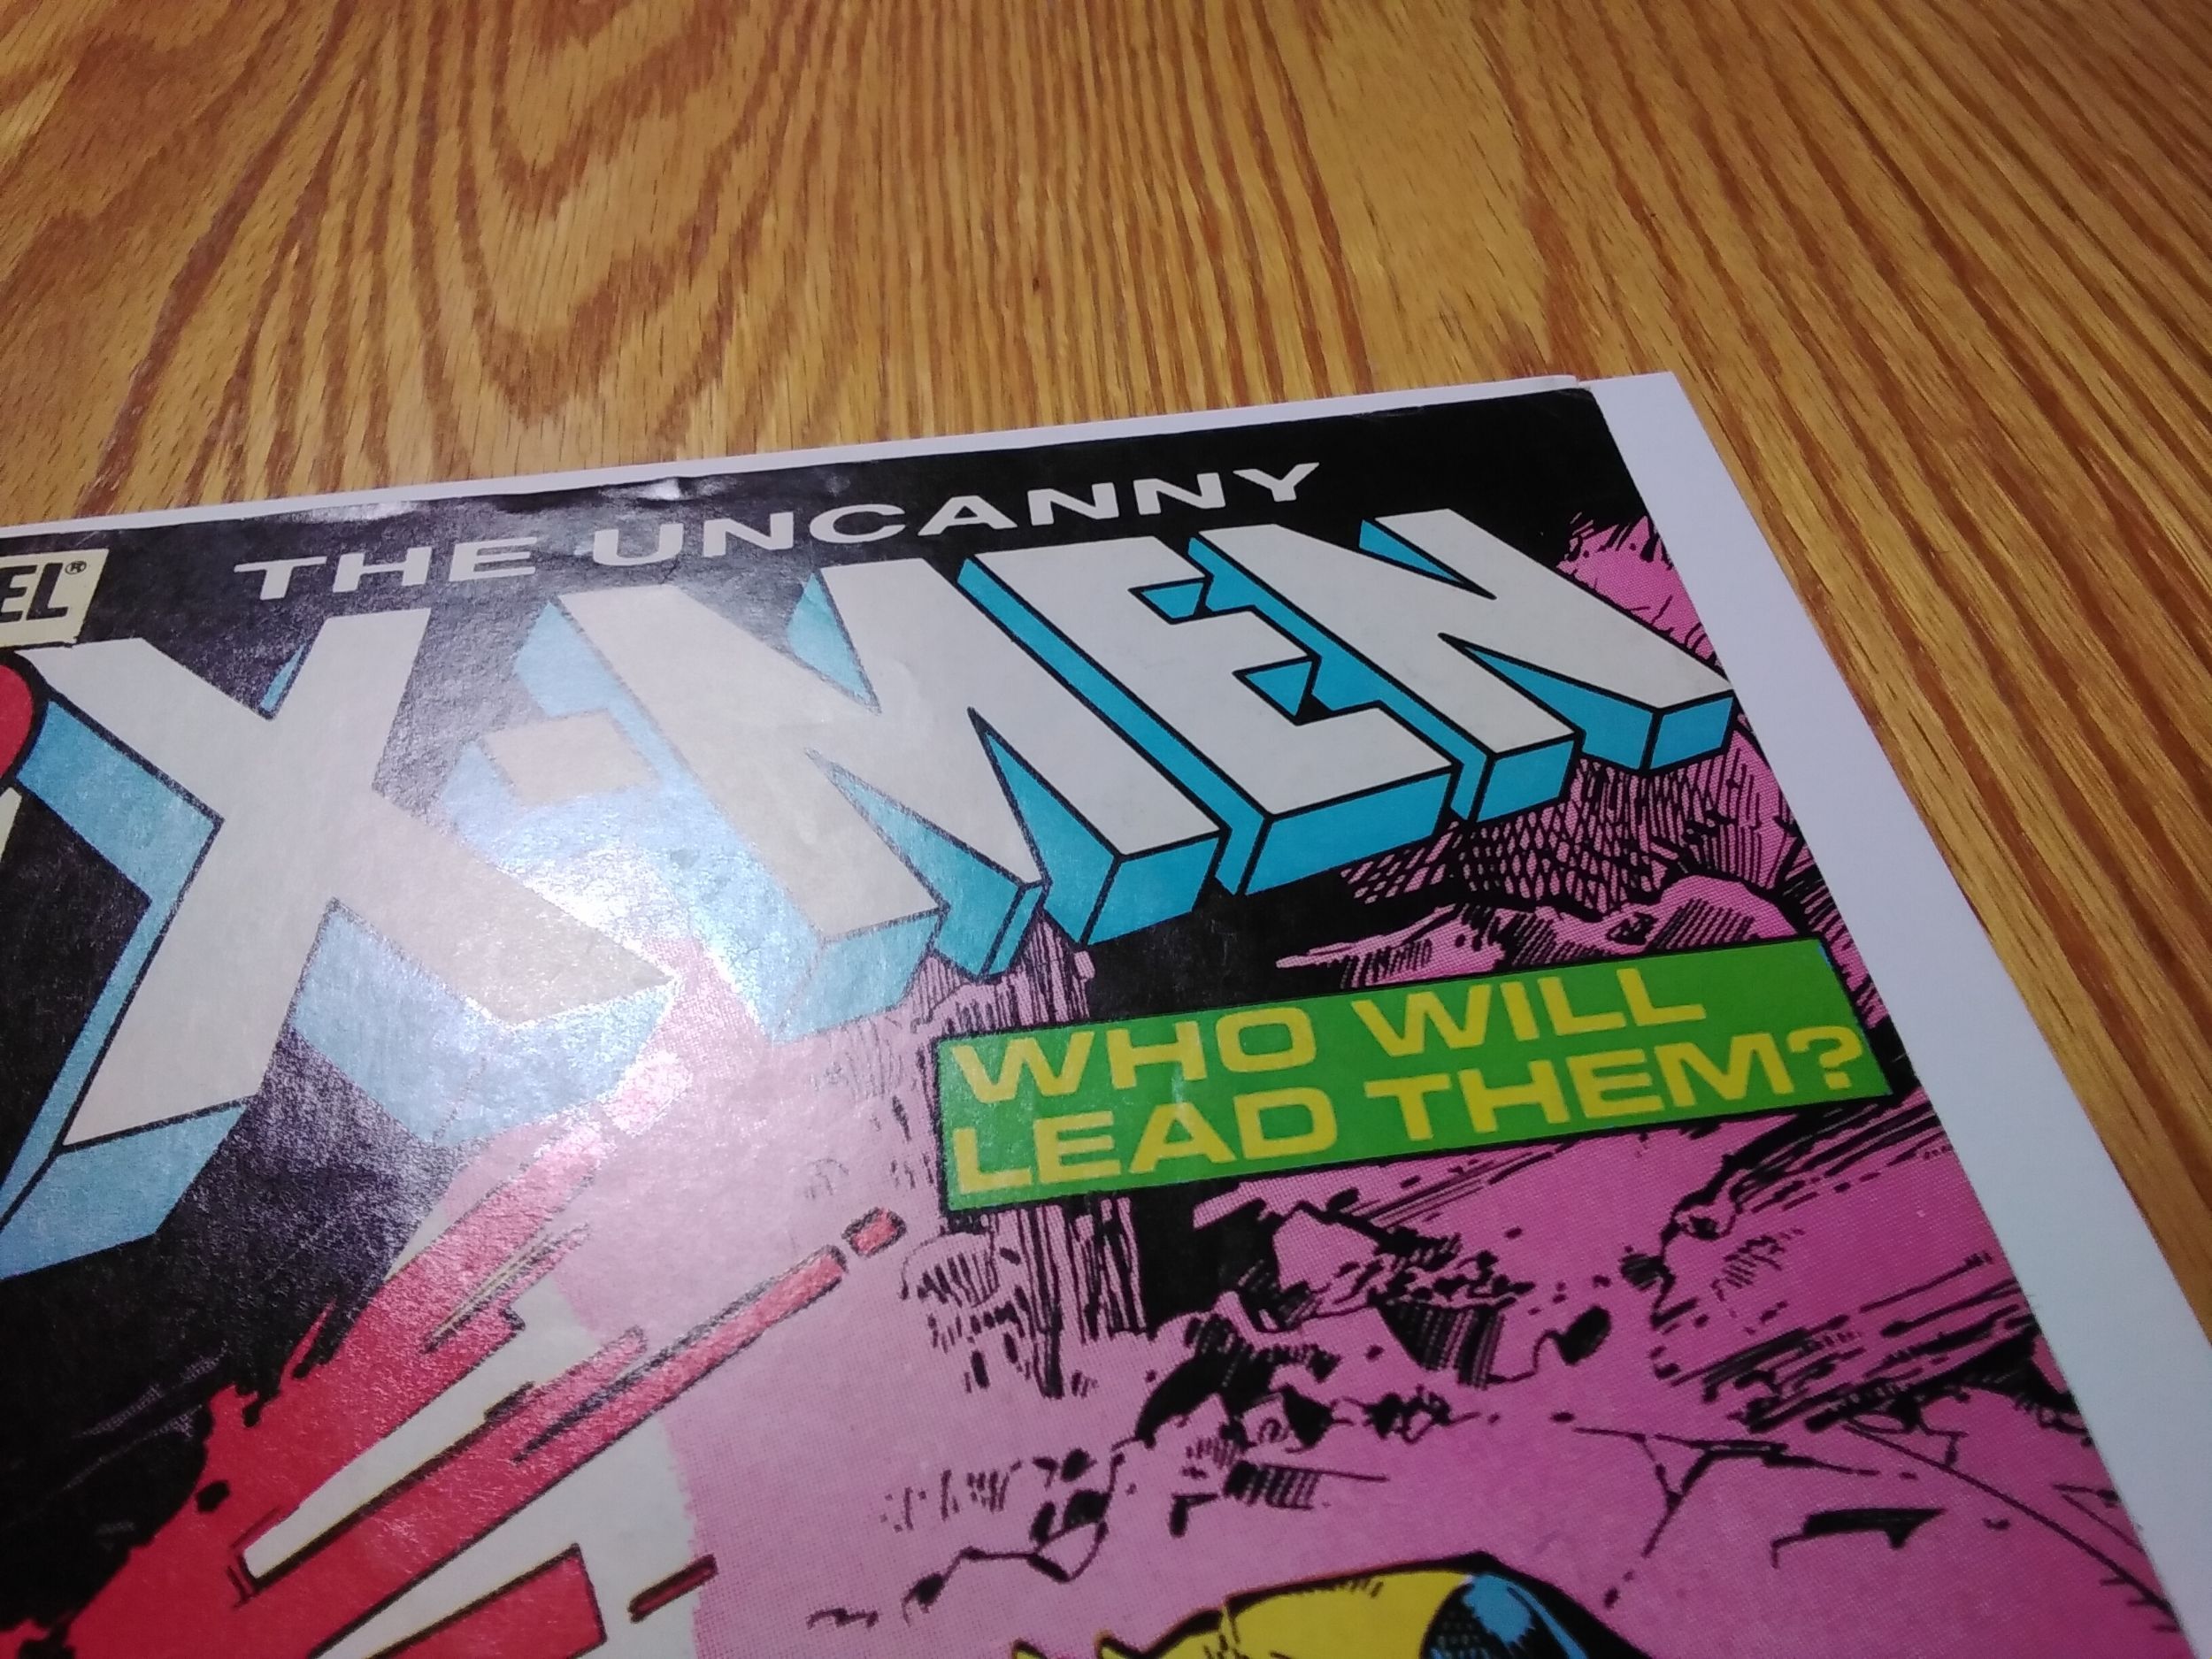 THE UNCANNY
EL®
X-MEN
WHO WILL
LEAD THEM?